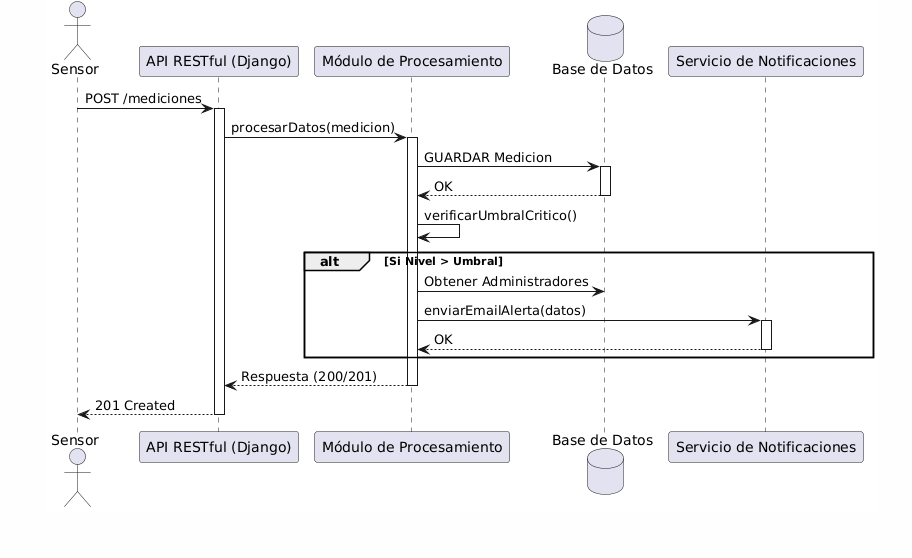 Sensor
API RESTful (Django)
Módulo de Procesamiento
Base de Datos
Servicio de Notificaciones
POST /mediciones
procesarDatos(medicion)
GUARDAR Medicion
OK
verificarUmbralCritico()
alt
[Si Nivel > Umbral]
Obtener Administradores
enviarEmailAlerta(datos)
OK
Respuesta (200/201)
201 Created
Sensor
API RESTful (Django)
Módulo de Procesamiento
Base de Datos
Servicio de Notificaciones